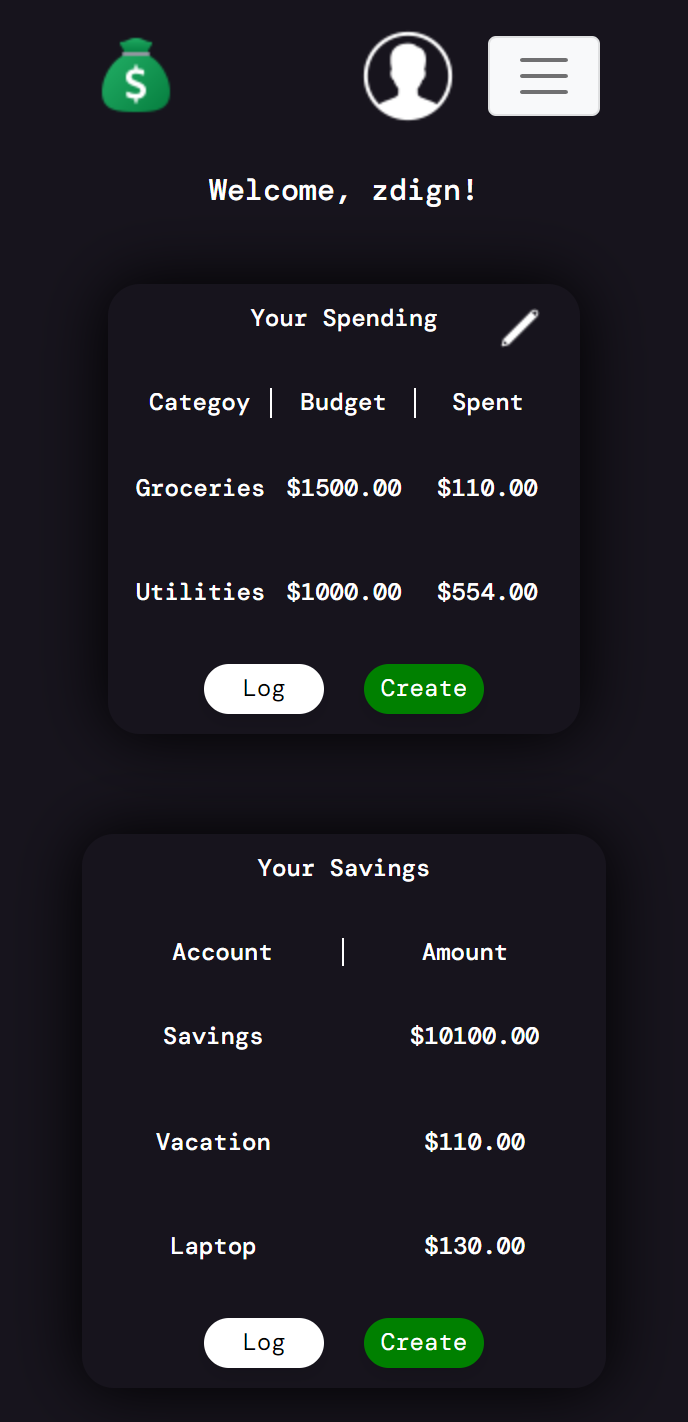 $
Welcome, zdign!
Your Spending
Categoy | Budget | Spent
Groceries $1500.00 $110.00
Utilities $1000.00 $554.00
Log Create
Your Savings
Account | Amount
Savings $10100.00
Vacation $110.00
Laptop $130.00
Log Create